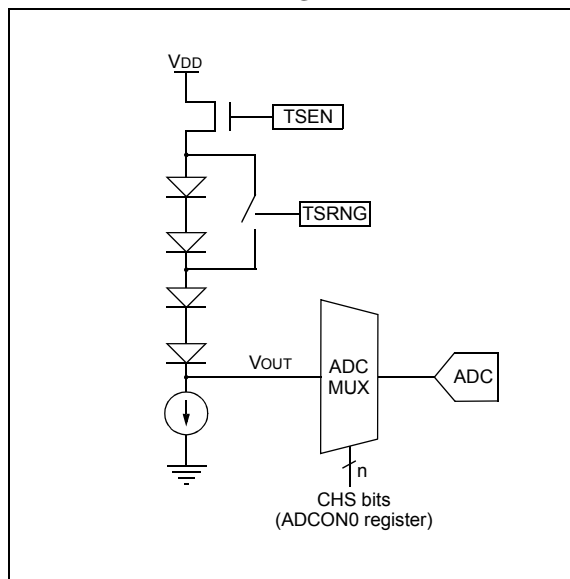 VDD
TSEN
TSRNG
VOUT
ADC
MUX
ADC
n
CHS bits
(ADCON0 register)